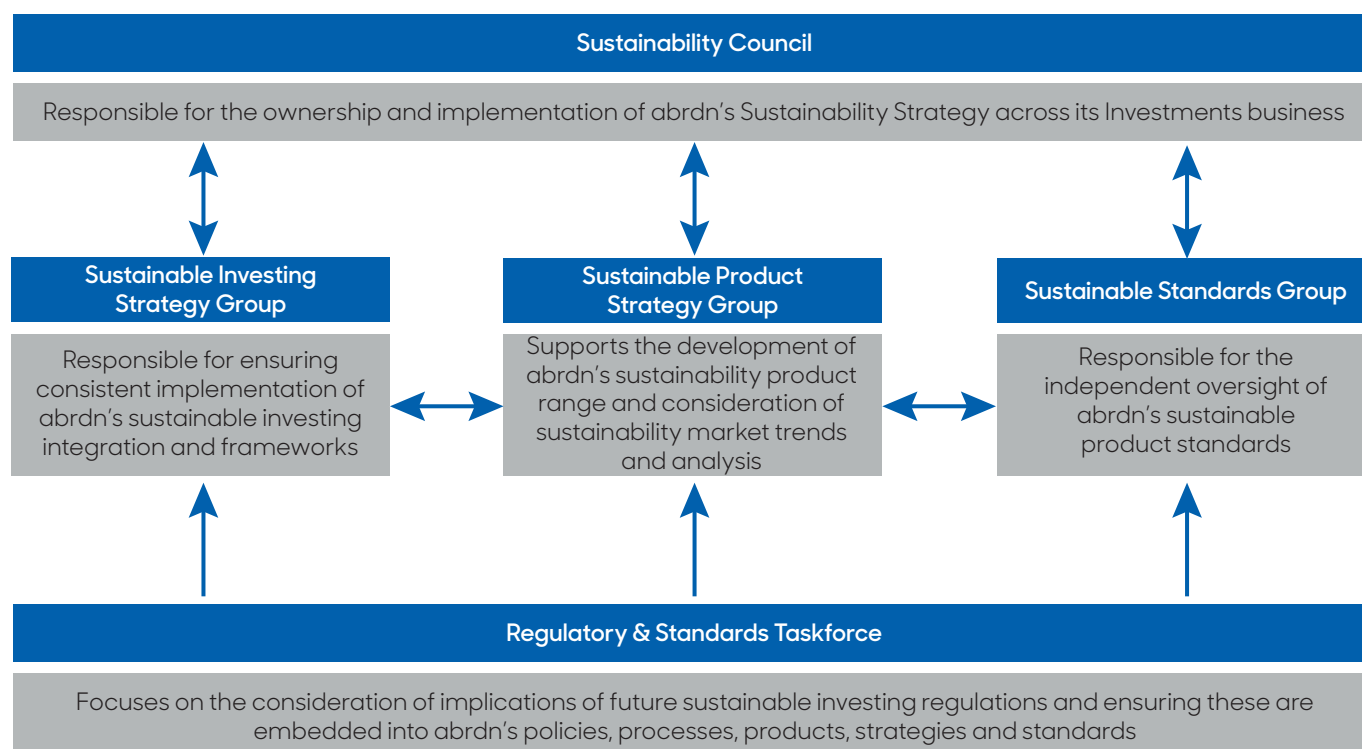 Sustainability Council
Responsible for the ownership and implementation of abrdn's Sustainability Strategy across its Investments business
Sustainable Investing
Strategy Group
Responsible for ensuring
consistent implementation of
abrdn's sustainable investing
integration and frameworks
Sustainable Product
Strategy Group
Supports the development of
abrdn's sustainability product
range and consideration of
sustainability market trends
and analysis
Sustainable Standards Group
Responsible for the
independent oversight of
abrdn's sustainable
product standards
Regulatory & Standards Taskforce
Focuses on the consideration of implications of future sustainable investing regulations and ensuring these are
embedded into abrdn's policies, processes, products, strategies and standards